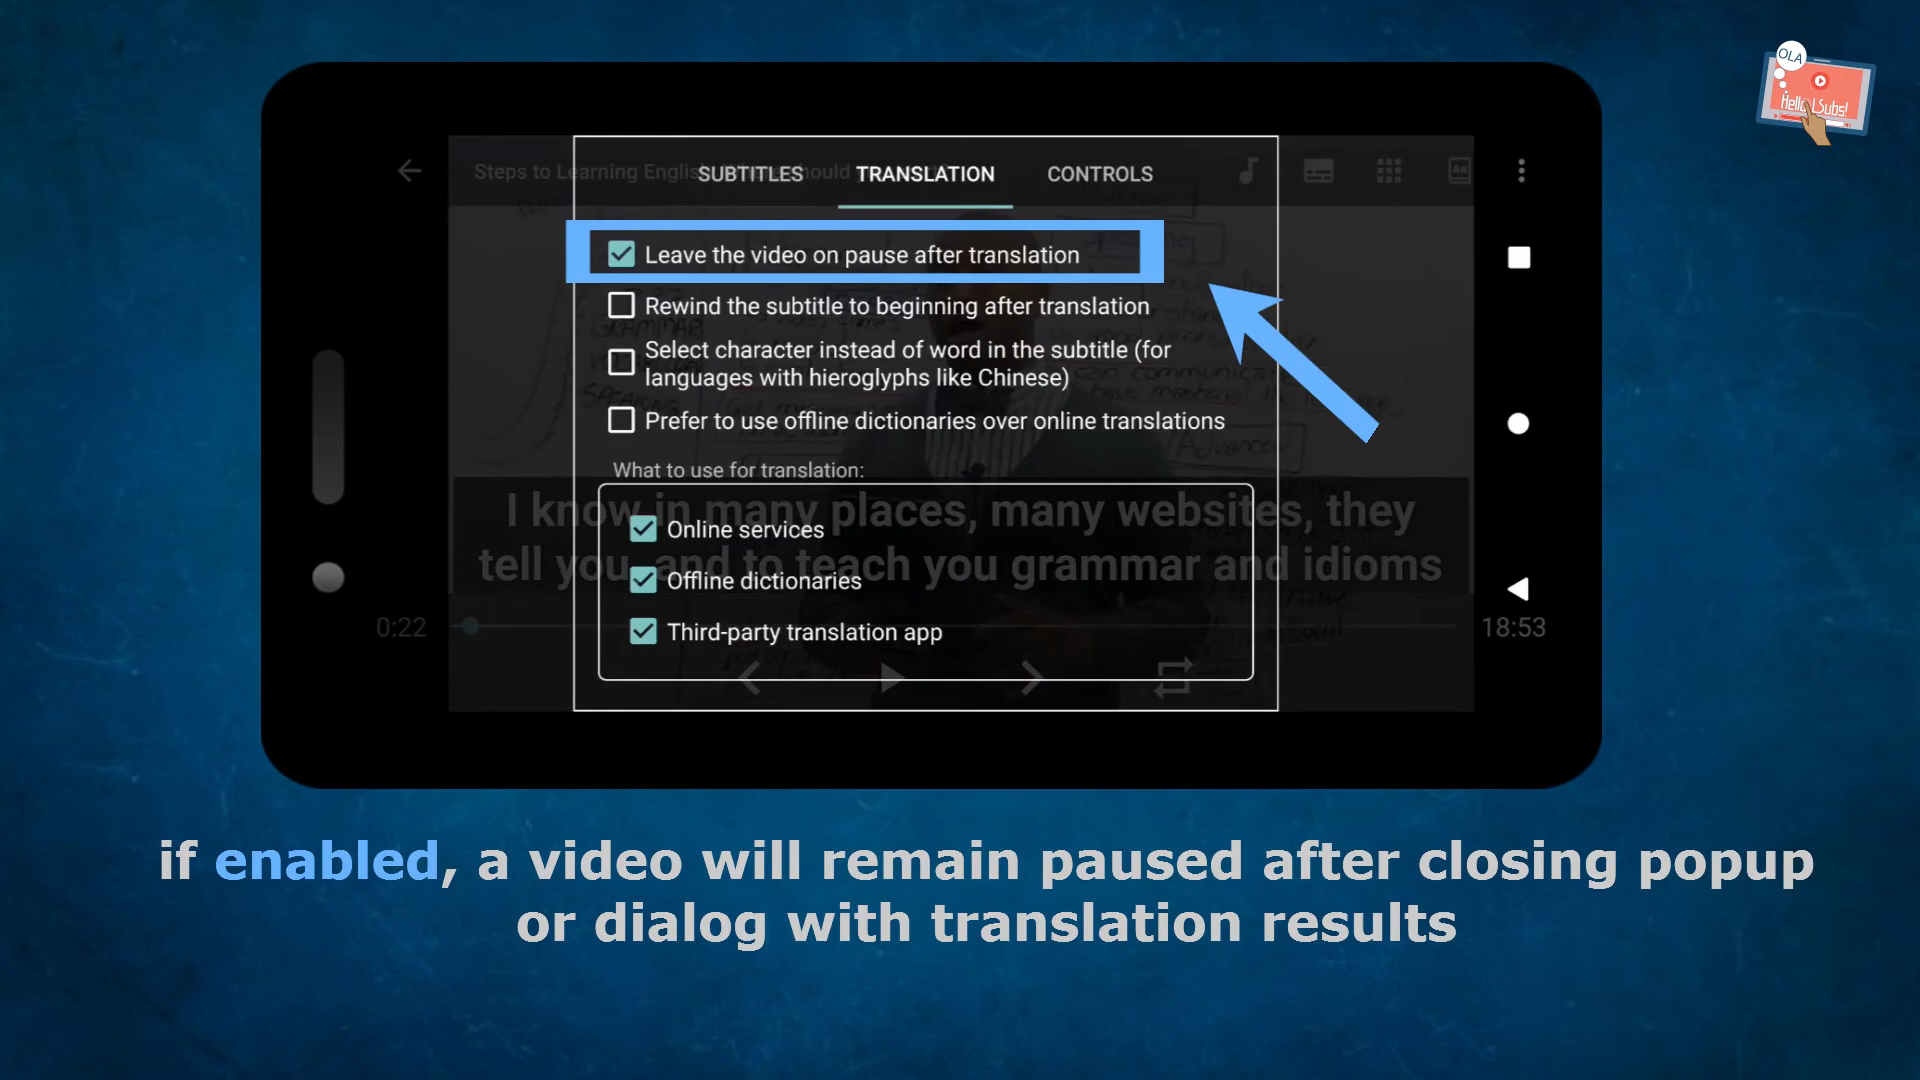 OLA
Hello Subs!
Steps to Learning English
SUBTITLES
TRANSLATION
CONTROLS
Leave the video on pause after translation
Rewind the subtitle to beginning after translation
Select character instead of word in the subtitle (for
languages with hieroglyphs like Chinese)
Prefer to use offline dictionaries over online translations
What to use for translation:
I know in many places, many websites, they
tell you, and to teach you grammar and idioms
Online services
Offline dictionaries
Third-party translation app
0:22
18:53
if enabled, a video will remain paused after closing popup
or dialog with translation results